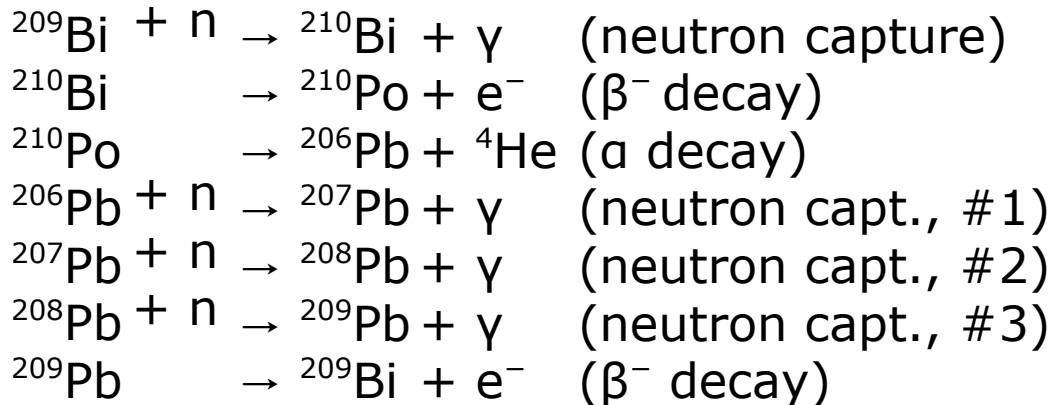 ²⁰⁹Bi + n → ²¹⁰Bi + γ (neutron capture)
²¹⁰Bi → ²¹⁰Po + e⁻ (β⁻ decay)
²¹⁰Po → ²⁰⁶Pb + ⁴He (α decay)
²⁰⁶Pb + n → ²⁰⁷Pb + γ (neutron capt., #1)
²⁰⁷Pb + n → ²⁰⁸Pb + γ (neutron capt., #2)
²⁰⁸Pb + n → ²⁰⁹Pb + γ (neutron capt., #3)
²⁰⁹Pb → ²⁰⁹Bi + e⁻ (β⁻ decay)